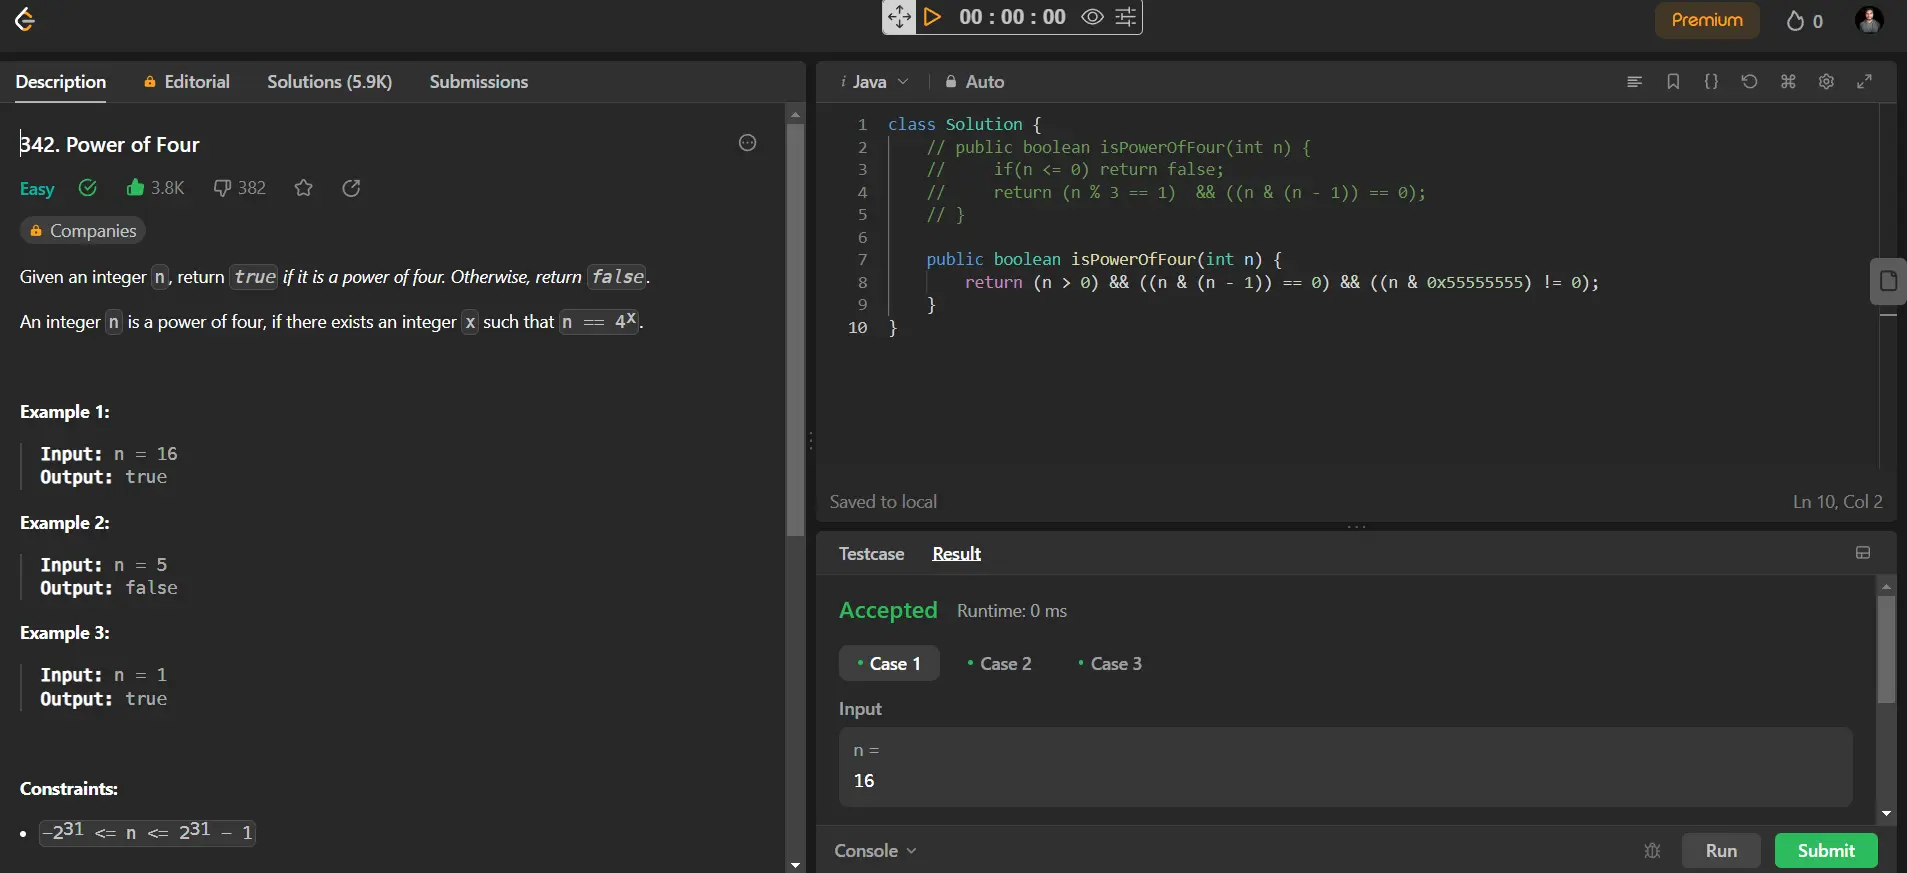 00 : 00 : 00
Premium
0
Description
Editorial
Solutions (5.9K)
Submissions
342. Power of Four
Easy
3.8K
382
Companies
Given an integer n, return true if it is a power of four. Otherwise, return false.
An integer n is a power of four, if there exists an integer x such that n == 4ˣ.
Example 1:
Input: n = 16
Output: true
Example 2:
Input: n = 5
Output: false
Example 3:
Input: n = 1
Output: true
Constraints:
• -2³¹ <= n <= 2³¹ - 1
i Java
Auto
1 class Solution {
2 // public boolean isPowerOfFour(int n) {
3 //     if(n <= 0) return false;
4 //     return (n % 3 == 1)  && ((n & (n - 1)) == 0);
5 // }
6
7 public boolean isPowerOfFour(int n) {
8 return (n > 0) && ((n & (n - 1)) == 0) && ((n & 0x55555555) != 0);
9 }
10 }
Saved to local
Ln 10, Col 2
Testcase
Result
Accepted
Runtime: 0 ms
• Case 1
• Case 2
• Case 3
Input
n =
16
Console
Run
Submit